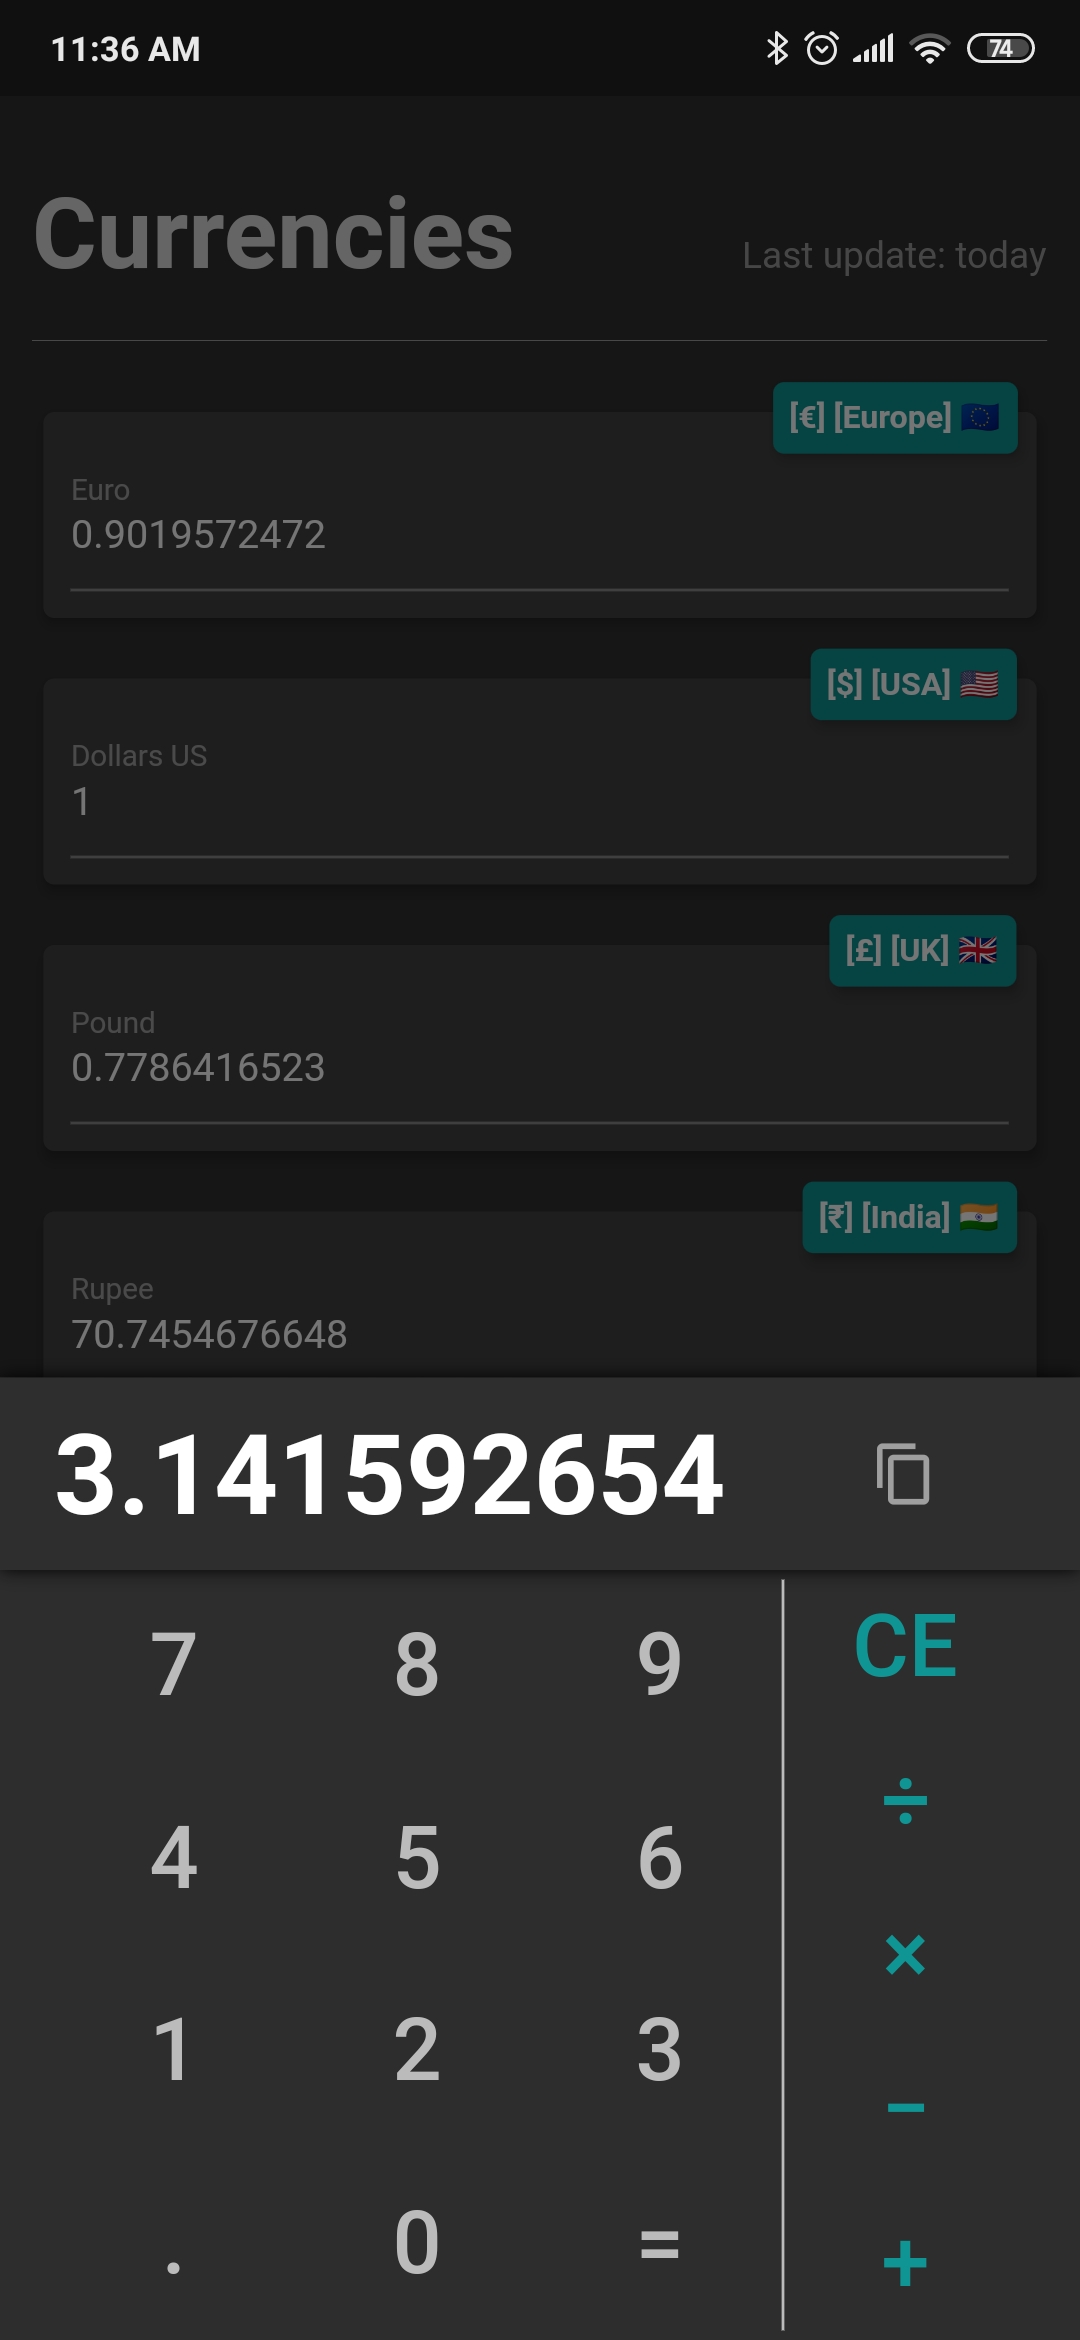 11:36 AM 74
Currencies
Last update: today
[€] [Europe] 🇪🇺
Euro
0.9019572472
[$] [USA] 🇺🇸
Dollars US
1
[£] [UK] 🇬🇧
Pound
0.7786416523
[₹] [India] 🇮🇳
Rupee
70.7454676648
3.141592654
7 8 9 CE
÷
4 5 6
×
1 2 3
−
. 0 = +